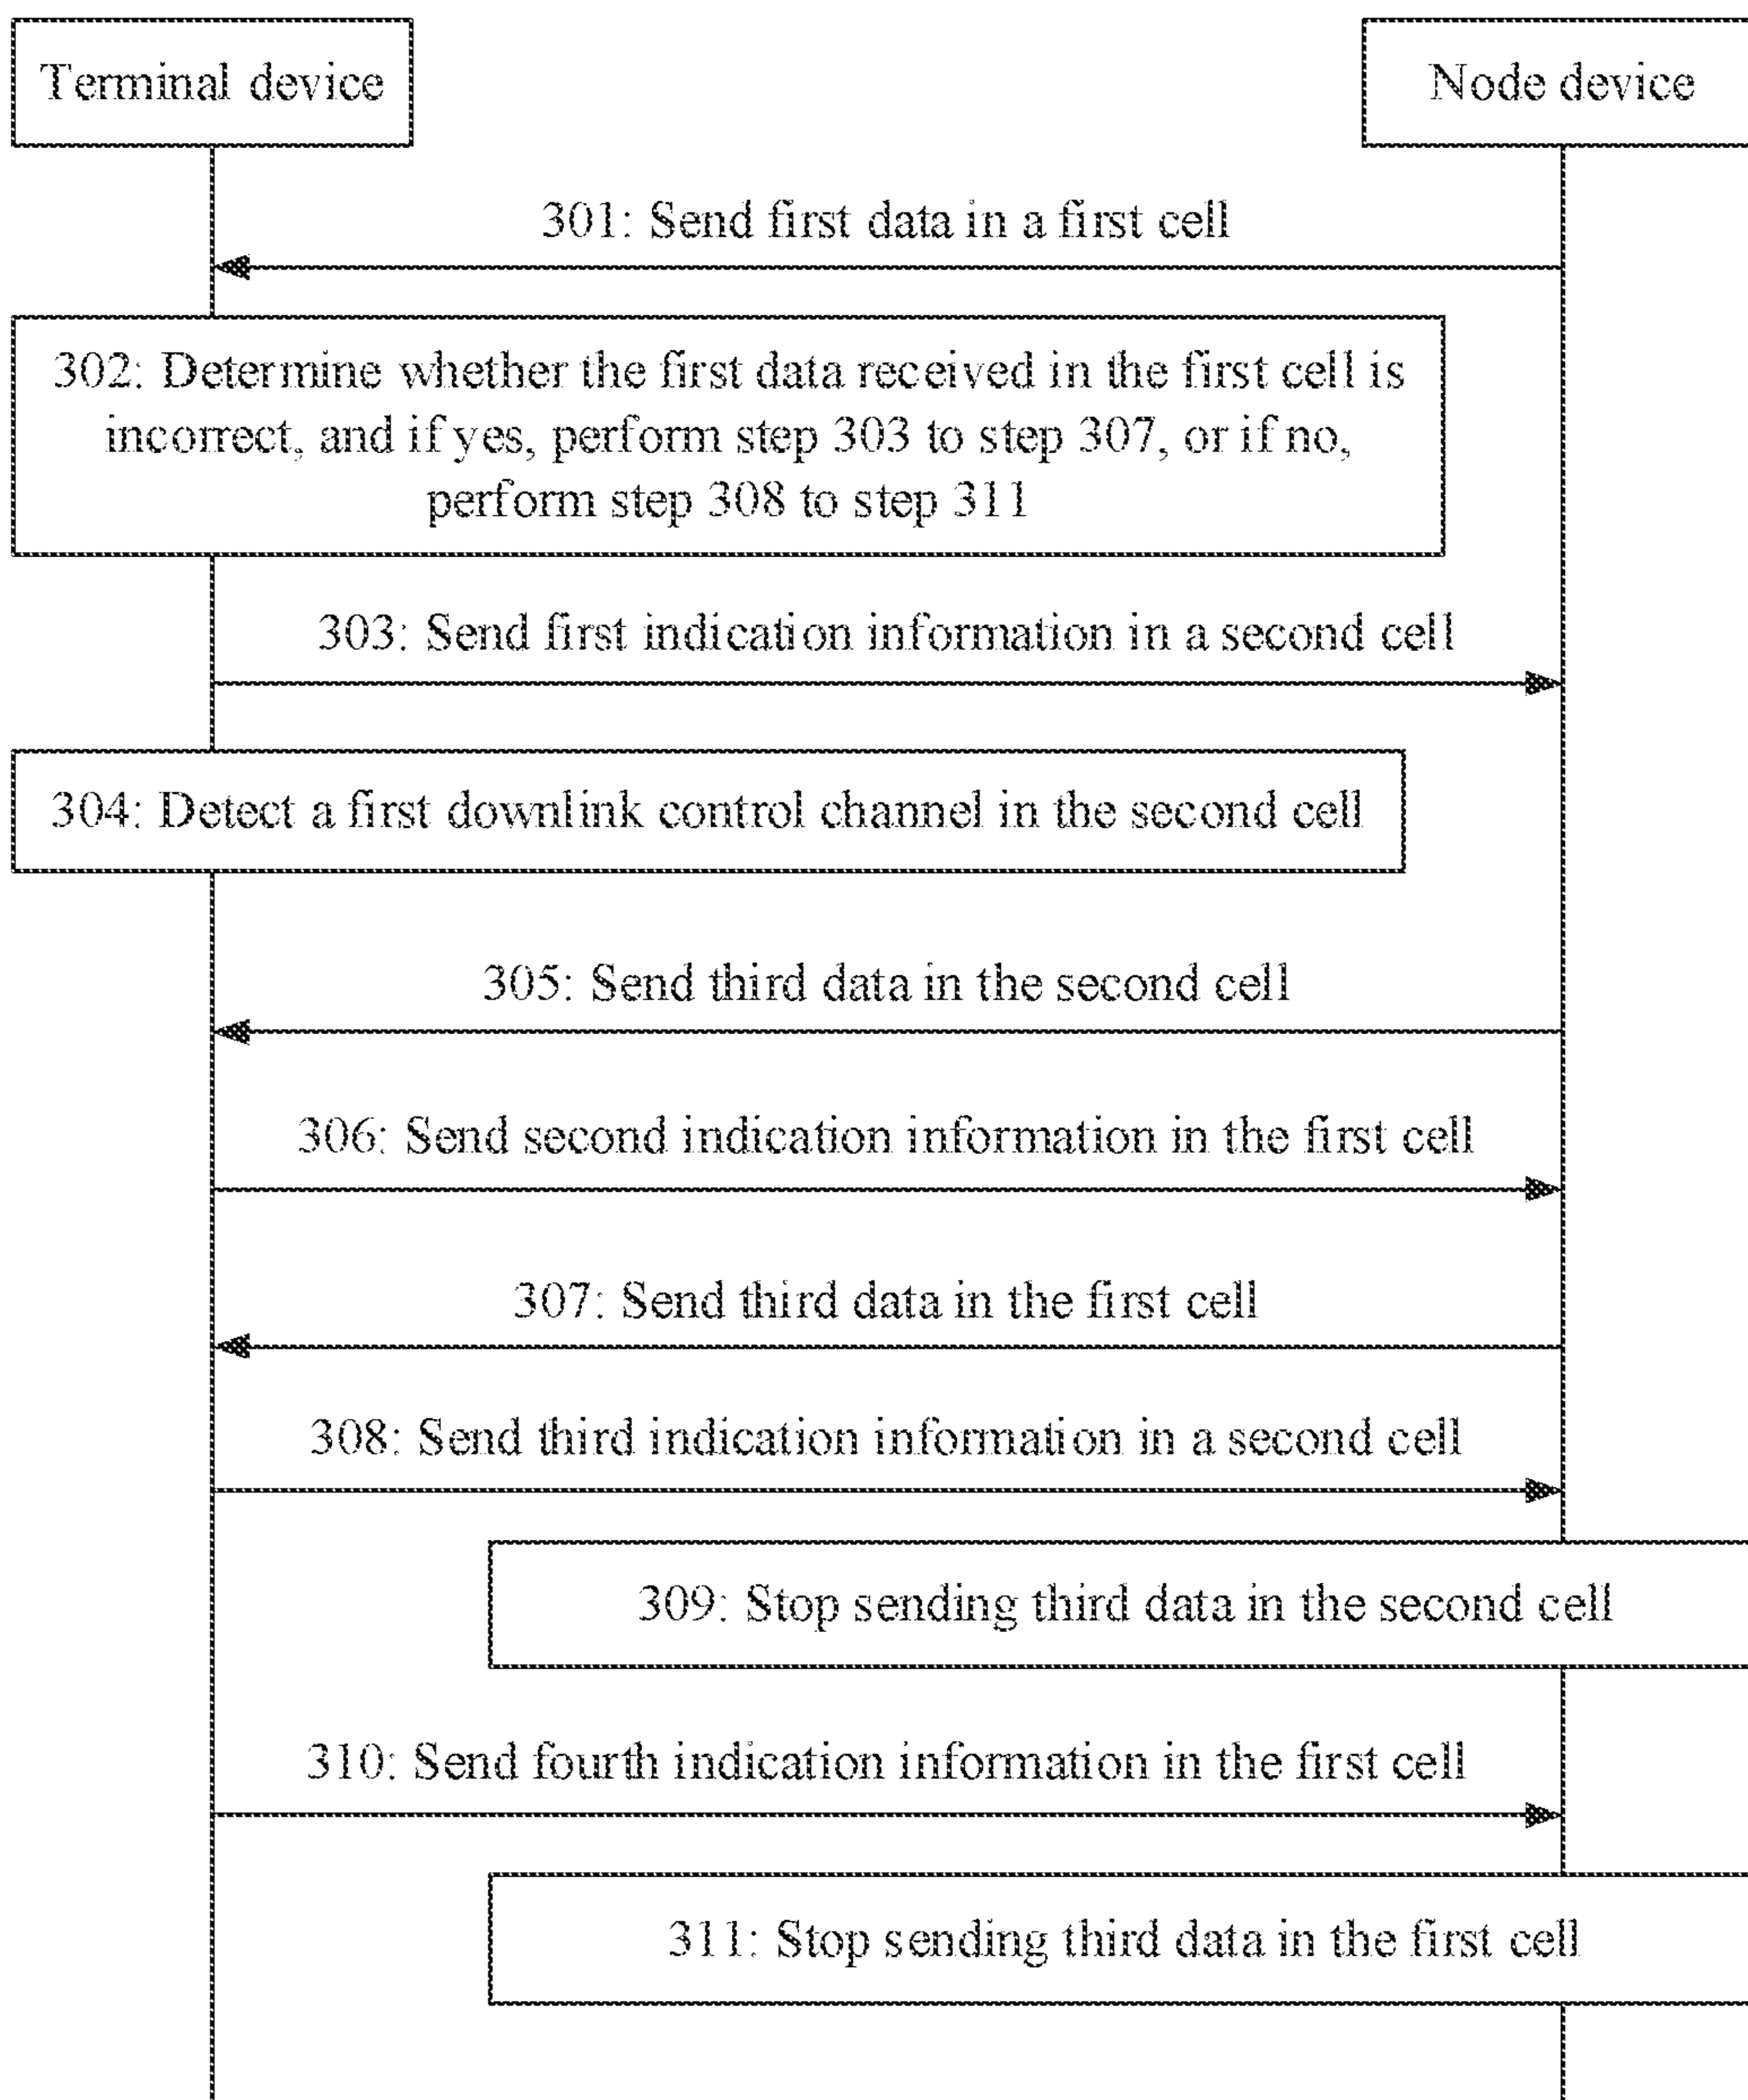 Terminal device
Node device
301: Send first data in a first cell
302: Determine whether the first data received in the first cell is
incorrect, and if yes, perform step 303 to step 307, or if no,
perform step 308 to step 311
303: Send first indication information in a second cell
304: Detect a first downlink control channel in the second cell
305: Send third data in the second cell
306: Send second indication information in the first cell
307: Send third data in the first cell
308: Send third indication information in a second cell
309: Stop sending third data in the second cell
310: Send fourth indication information in the first cell
311: Stop sending third data in the first cell